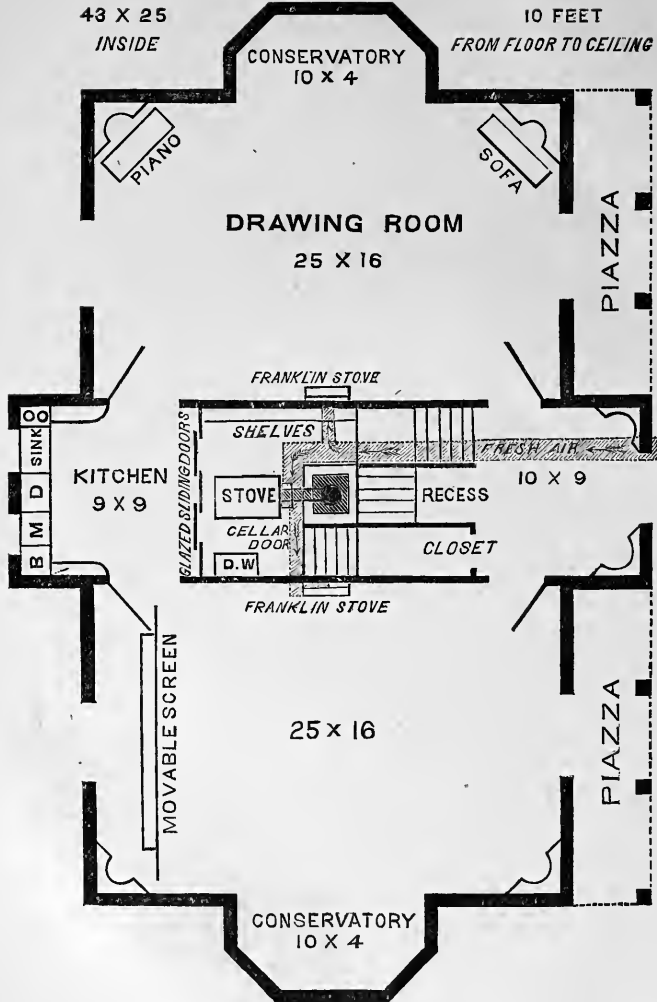 43 X 25
INSIDE
10 FEET
FROM FLOOR TO CEILING
CONSERVATORY
10 X 4
PIANO
SOFA
DRAWING ROOM
25 X 16
PIAZZA
FRANKLIN STOVE
SHELVES
GLAZED SLIDING DOORS
OO
SINK
D
M
B
KITCHEN
9 X 9
STOVE
FRESH AIR
10 X 9
RECESS
CELLAR
DOOR
CLOSET
D.W
FRANKLIN STOVE
MOVABLE SCREEN
25 X 16
PIAZZA
CONSERVATORY
10 X 4